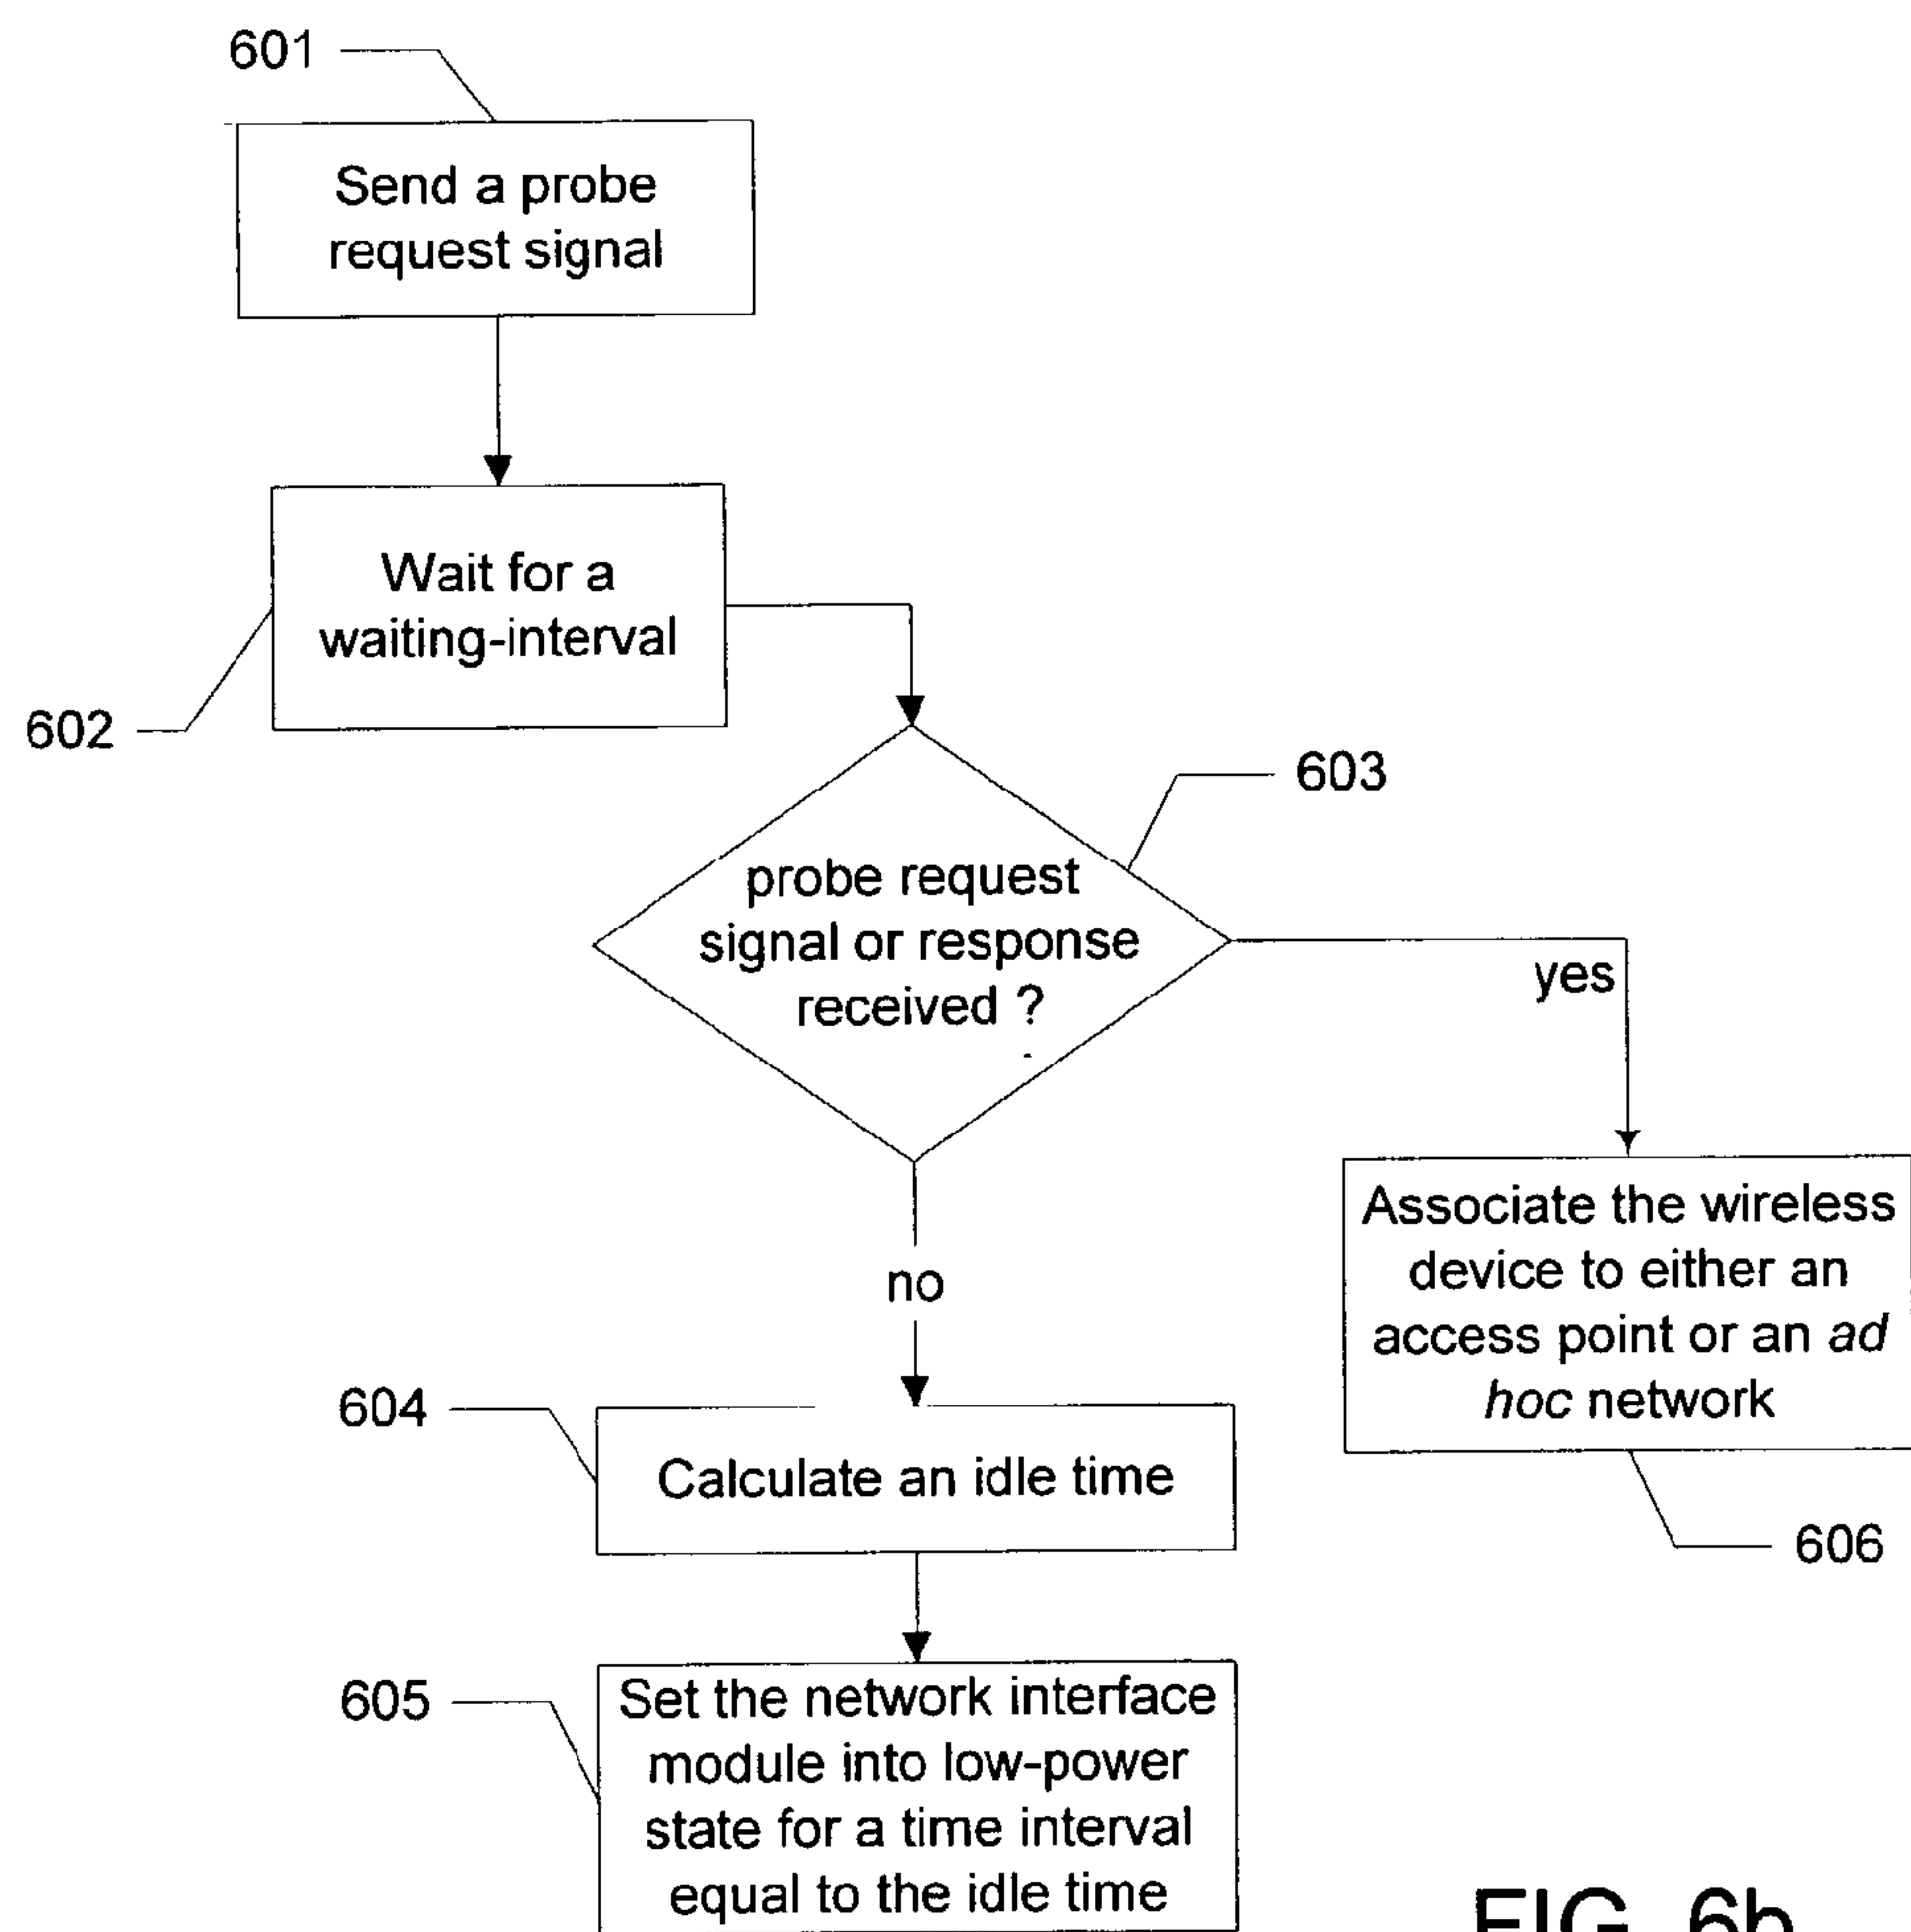 601
Send a probe
request signal
Wait for a
waiting-interval
602
603
probe request
signal or response
received ?
yes
no
Associate the wireless
device to either an
access point or an ad
hoc network
604
Calculate an idle time
606
605
Set the network interface
module into low-power
state for a time interval
equal to the idle time
FIG. 6b